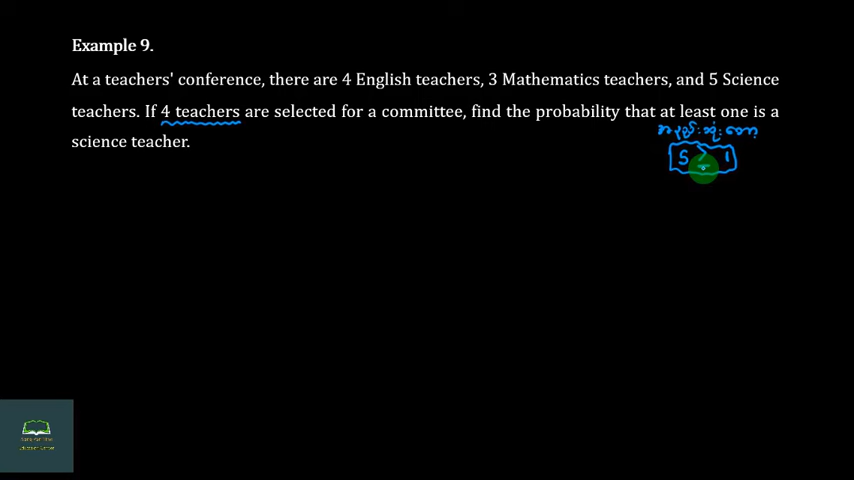 Example 9.
At a teachers' conference, there are 4 English teachers, 3 Mathematics teachers, and 5 Science
teachers. If 4 teachers are selected for a committee, find the probability that at least one is a
science teacher.
5 ≥ 1